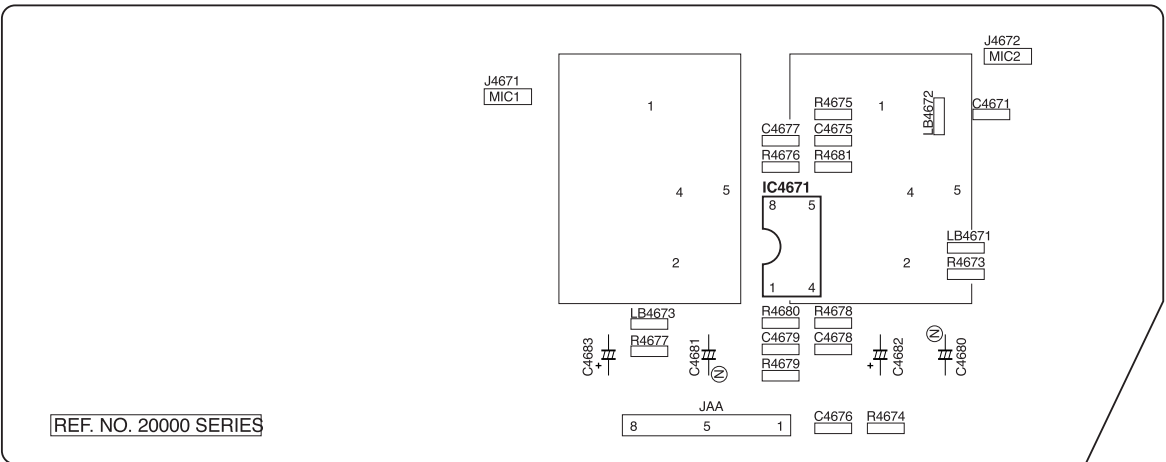 J4672
MIC2
J4671
MIC1
1
R4675
1
LB4672
C4671
C4677
C4675
R4676
R4681
4
5
IC4671
8
5
4
5
LB4671
2
2
R4673
1
4
LB4673
R4680
R4678
C4683
+
R4677
C4681
N
C4679
C4678
R4679
+
C4682
N
C4680
JAA
8
5
1
C4676
R4674
REF. NO. 20000 SERIES